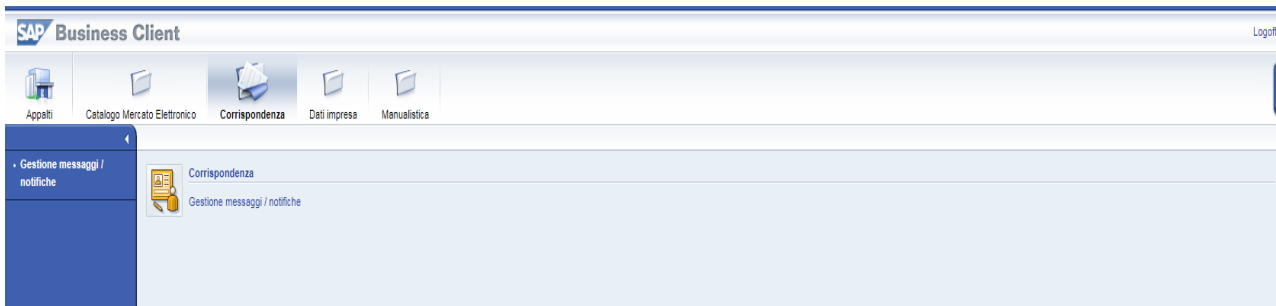 SAP Business Client
Logoff
Appalti
Catalogo Mercato Elettronico
Corrispondenza
Dati impresa
Manualistica
Gestione messaggi /
notifiche
Corrispondenza
Gestione messaggi / notifiche